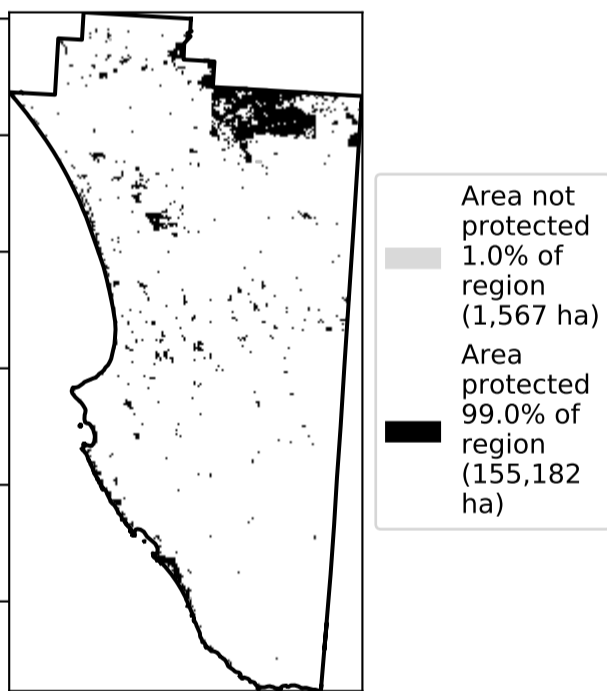 Area not
protected
1.0% of
region
(1,567 ha)
Area
protected
99.0% of
region
(155,182
ha)